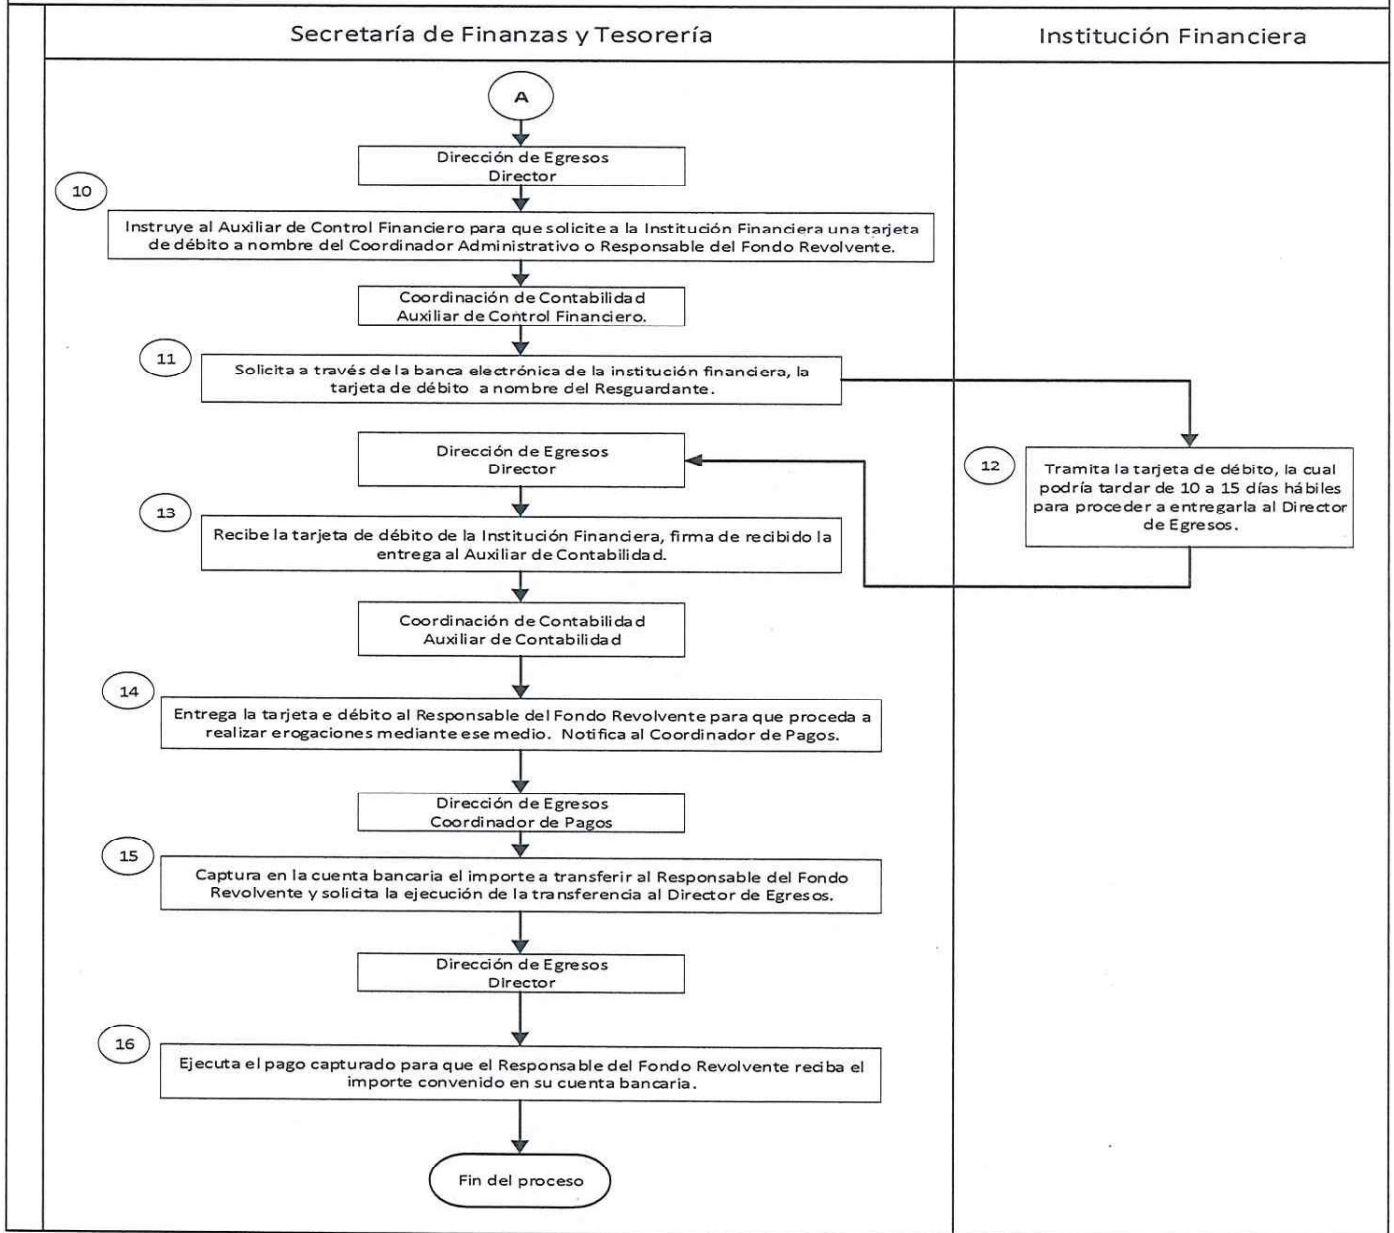 Secretaría de Finanzas y Tesorería
Institución Financiera
A
Dirección de Egresos
Director
10
Instruye al Auxiliar de Control Financiero para que solicite a la Institución Financiera una tarjeta
de débito a nombre del Coordinador Administrativo o Responsable del Fondo Revolvente.
Coordinación de Contabilidad
Auxiliar de Control Financiero.
11
Solicita a través de la banca electrónica de la institución financiera, la
tarjeta de débito a nombre del Resguardante.
12
Tramita la tarjeta de débito, la cual
podría tardar de 10 a 15 días hábiles
para proceder a entregarla al Director
de Egresos.
Dirección de Egresos
Director
13
Recibe la tarjeta de débito de la Institución Financiera, firma de recibido la
entrega al Auxiliar de Contabilidad.
Coordinación de Contabilidad
Auxiliar de Contabilidad
14
Entrega la tarjeta e débito al Responsable del Fondo Revolvente para que proceda a
realizar erogaciones mediante ese medio. Notifica al Coordinador de Pagos.
Dirección de Egresos
Coordinador de Pagos
15
Captura en la cuenta bancaria el importe a transferir al Responsable del Fondo
Revolvente y solicita la ejecución de la transferencia al Director de Egresos.
Dirección de Egresos
Director
16
Ejecuta el pago capturado para que el Responsable del Fondo Revolvente reciba el
importe convenido en su cuenta bancaria.
Fin del proceso